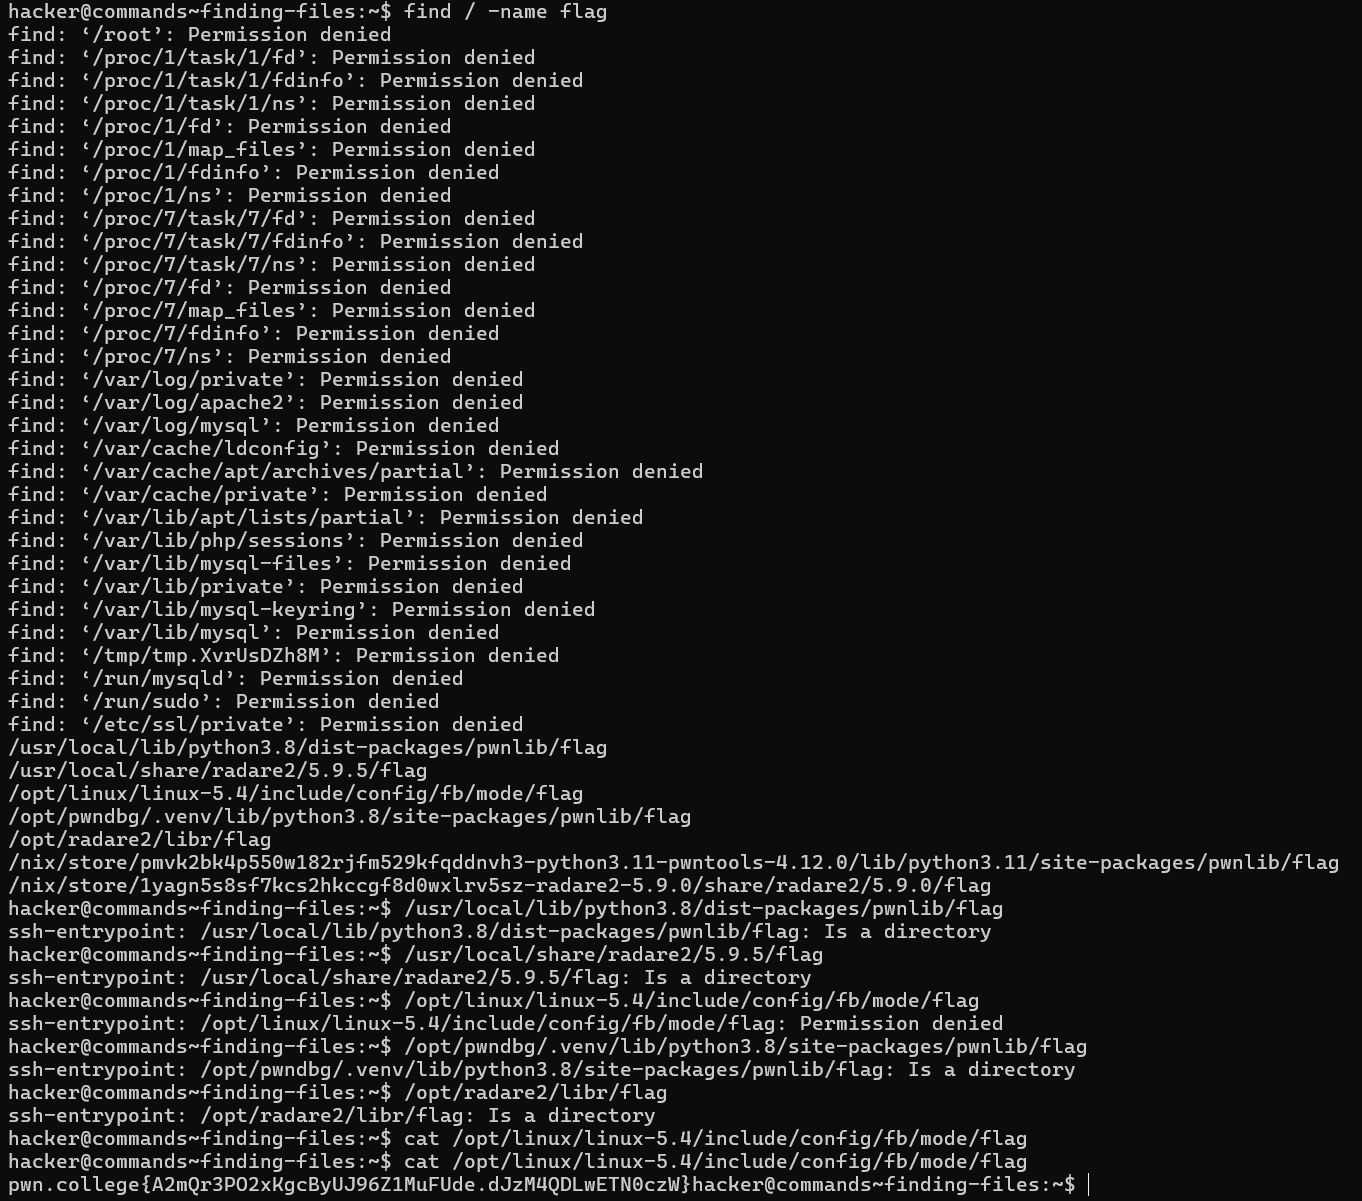 hacker@commands~finding-files:~$ find / -name flag
find: ‘/root’: Permission denied
find: ‘/proc/1/task/1/fd’: Permission denied
find: ‘/proc/1/task/1/fdinfo’: Permission denied
find: ‘/proc/1/task/1/ns’: Permission denied
find: ‘/proc/1/fd’: Permission denied
find: ‘/proc/1/map_files’: Permission denied
find: ‘/proc/1/fdinfo’: Permission denied
find: ‘/proc/1/ns’: Permission denied
find: ‘/proc/7/task/7/fd’: Permission denied
find: ‘/proc/7/task/7/fdinfo’: Permission denied
find: ‘/proc/7/task/7/ns’: Permission denied
find: ‘/proc/7/fd’: Permission denied
find: ‘/proc/7/map_files’: Permission denied
find: ‘/proc/7/fdinfo’: Permission denied
find: ‘/proc/7/ns’: Permission denied
find: ‘/var/log/private’: Permission denied
find: ‘/var/log/apache2’: Permission denied
find: ‘/var/log/mysql’: Permission denied
find: ‘/var/cache/ldconfig’: Permission denied
find: ‘/var/cache/apt/archives/partial’: Permission denied
find: ‘/var/cache/private’: Permission denied
find: ‘/var/lib/apt/lists/partial’: Permission denied
find: ‘/var/lib/php/sessions’: Permission denied
find: ‘/var/lib/mysql-files’: Permission denied
find: ‘/var/lib/private’: Permission denied
find: ‘/var/lib/mysql-keyring’: Permission denied
find: ‘/var/lib/mysql’: Permission denied
find: ‘/tmp/tmp.XvrUsDZh8M’: Permission denied
find: ‘/run/mysqld’: Permission denied
find: ‘/run/sudo’: Permission denied
find: ‘/etc/ssl/private’: Permission denied
/usr/local/lib/python3.8/dist-packages/pwnlib/flag
/usr/local/share/radare2/5.9.5/flag
/opt/linux/linux-5.4/include/config/fb/mode/flag
/opt/pwndbg/.venv/lib/python3.8/site-packages/pwnlib/flag
/opt/radare2/libr/flag
/nix/store/pmvk2bk4p550w182rjfm529kfqddnvh3-python3.11-pwntools-4.12.0/lib/python3.11/site-packages/pwnlib/flag
/nix/store/1yagn5s8sf7kcs2hkccgf8d0wxlrv5sz-radare2-5.9.0/share/radare2/5.9.0/flag
hacker@commands~finding-files:~$ /usr/local/lib/python3.8/dist-packages/pwnlib/flag
ssh-entrypoint: /usr/local/lib/python3.8/dist-packages/pwnlib/flag: Is a directory
hacker@commands~finding-files:~$ /usr/local/share/radare2/5.9.5/flag
ssh-entrypoint: /usr/local/share/radare2/5.9.5/flag: Is a directory
hacker@commands~finding-files:~$ /opt/linux/linux-5.4/include/config/fb/mode/flag
ssh-entrypoint: /opt/linux/linux-5.4/include/config/fb/mode/flag: Permission denied
hacker@commands~finding-files:~$ /opt/pwndbg/.venv/lib/python3.8/site-packages/pwnlib/flag
ssh-entrypoint: /opt/pwndbg/.venv/lib/python3.8/site-packages/pwnlib/flag: Is a directory
hacker@commands~finding-files:~$ /opt/radare2/libr/flag
ssh-entrypoint: /opt/radare2/libr/flag: Is a directory
hacker@commands~finding-files:~$ cat /opt/linux/linux-5.4/include/config/fb/mode/flag
hacker@commands~finding-files:~$ cat /opt/linux/linux-5.4/include/config/fb/mode/flag
pwn.college{A2mQr3PO2xKgcByUJ96Z1MuFUde.dJzM4QDLwETN0czW}hacker@commands~finding-files:~$